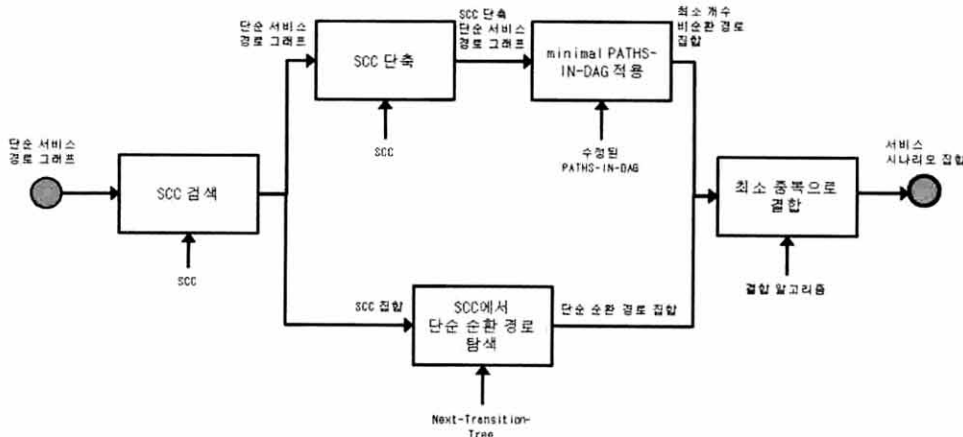 단순 서비스
경로 그래프
SCC 검색
SCC
단순 서비스
경로 그래프
SCC 단축
SCC
SCC 단축
단순 서비스
경로 그래프
minimal PATHS-
IN-DAG 적용
수정된
PATHS-IN-DAG
최소 개수
비순환 경로
집합
SCC 집합
SCC에서
단순 순환 경로
탐색
Next-Transition-
Tree
단순 순환 경로 집합
최소 중복으로
결합
결합 알고리즘
서비스
시나리오 집합